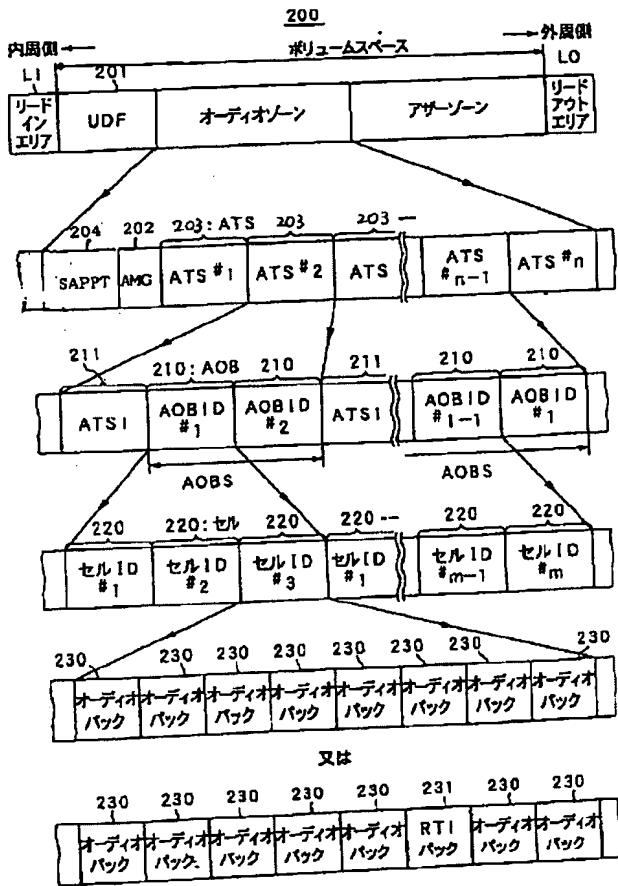 200
内周側 ← → 外周側
ボリュームスペース
LI 201 LO
リード
イン
エリア
UDF オーディオゾーン アザーゾーン
リード
アウト
エリア
204 202 203:ATS 203 203--
SAPPT AMG ATS #1 ATS #2 ATS ATS #n-1 ATS #n
211 210:AOB 210 211 210 210
ATSI AOBID #1 AOBID #2 ATSI AOBID #1-1 AOBID #1
AOBS AOBS
220 220:セル 220 220-- 220 220
セルID #1 セルID #2 セルID #3 セルID #1 セルID #m-1 セルID #m
230 230 230 230 230 230 230 230
オーディオ オーディオ オーディオ オーディオ オーディオ オーディオ オーディオ オーディオ
パック パック パック パック パック パック パック パック
又は
230 230 230 230 230 231 230 230
オーディオ オーディオ オーディオ オーディオ オーディオ RTI オーディオ オーディオ
パック パック パック パック パック パック パック パック